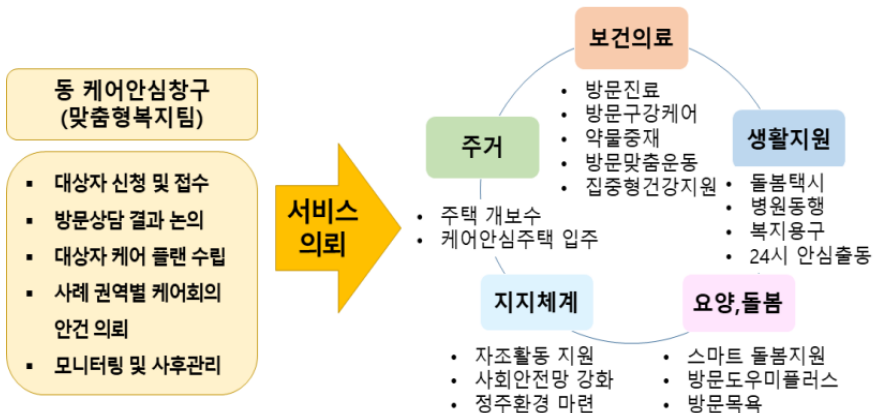 동 케어안심창구
(맞춤형복지팀)
▪ 대상자 신청 및 접수
▪ 방문상담 결과 논의
▪ 대상자 케어 플랜 수립
▪ 사례 권역별 케어회의
안건 의뢰
▪ 모니터링 및 사후관리
서비스
의뢰
보건의료
• 방문진료
• 방문구강케어
• 약물중재
• 방문맞춤운동
• 집중형건강지원
주거
• 주택 개보수
• 케어안심주택 입주
생활지원
• 돌봄택시
• 병원동행
• 복지용구
• 24시 안심출동
지지체계
• 자조활동 지원
• 사회안전망 강화
• 정주환경 마련
요양,돌봄
• 스마트 돌봄지원
• 방문도우미플러스
• 방문목욕